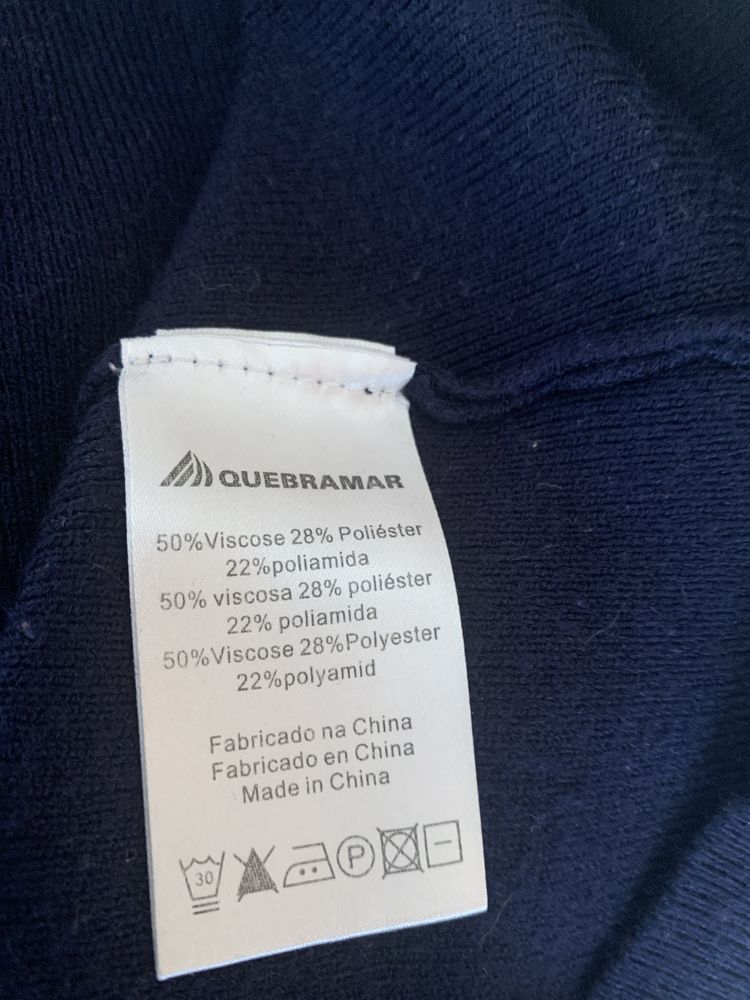 QUEBRAMAR
50%Viscose 28% Poliéster
22%poliamida
50% viscosa 28% poliéster
22% poliamida
50%Viscose 28%Polyester
22%polyamid
Fabricado na China
Fabricado en China
Made in China
30 P